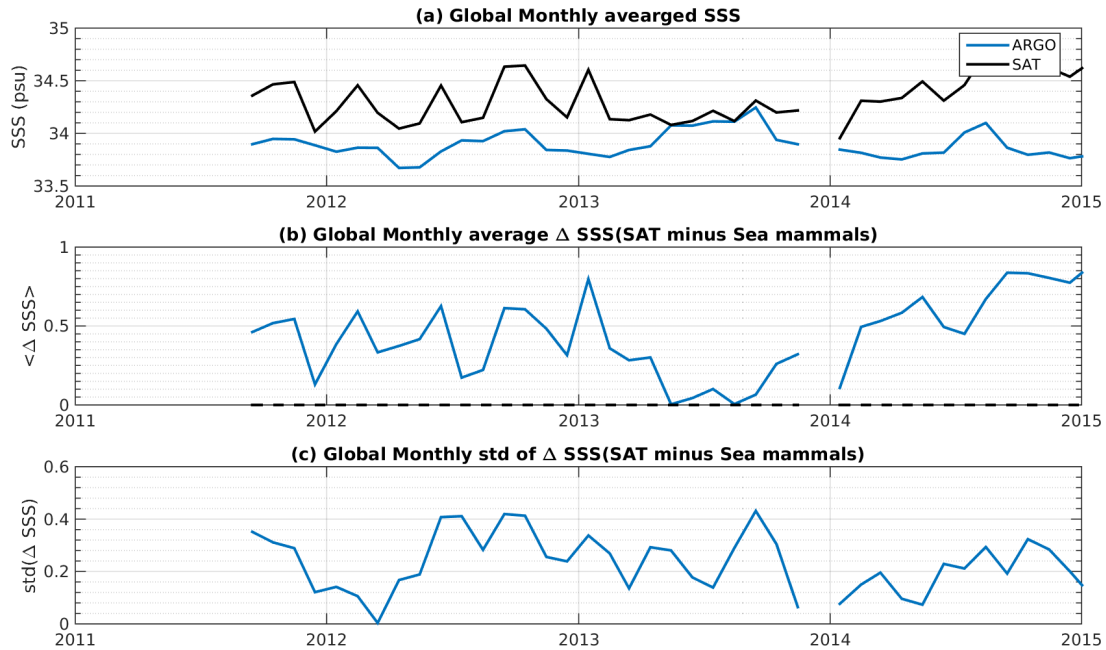 (a) Global Monthly avearged SSS
35
34.5
34
33.5
SSS (psu)
ARGO
SAT
2011 2012 2013 2014 2015
(b) Global Monthly average Δ SSS(SAT minus Sea mammals)
1
0.5
0
<Δ SSS>
2011 2012 2013 2014 2015
(c) Global Monthly std of Δ SSS(SAT minus Sea mammals)
0.6
0.4
0.2
0
std(Δ SSS)
2011 2012 2013 2014 2015